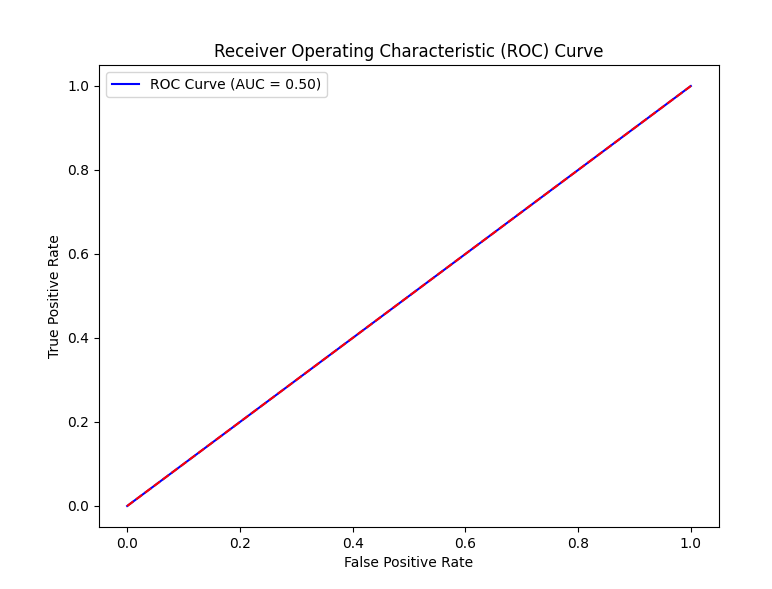 Receiver Operating Characteristic (ROC) Curve
ROC Curve (AUC = 0.50)
1.0
0.8
0.6
0.4
0.2
0.0
True Positive Rate
0.0 0.2 0.4 0.6 0.8 1.0
False Positive Rate